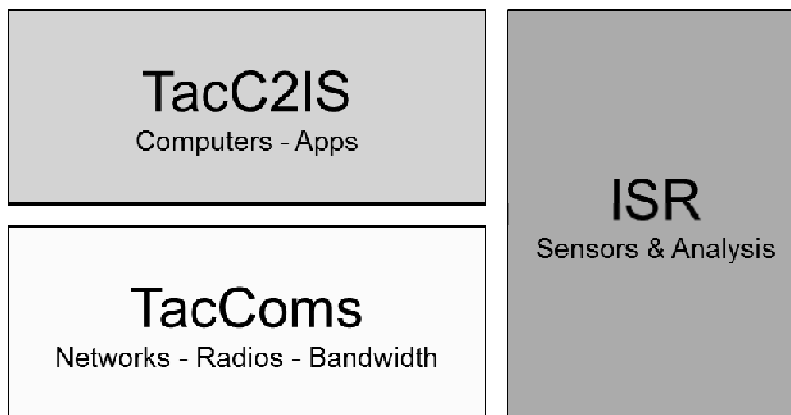 TacC2IS
Computers - Apps
TacComs
Networks - Radios - Bandwidth
ISR
Sensors & Analysis